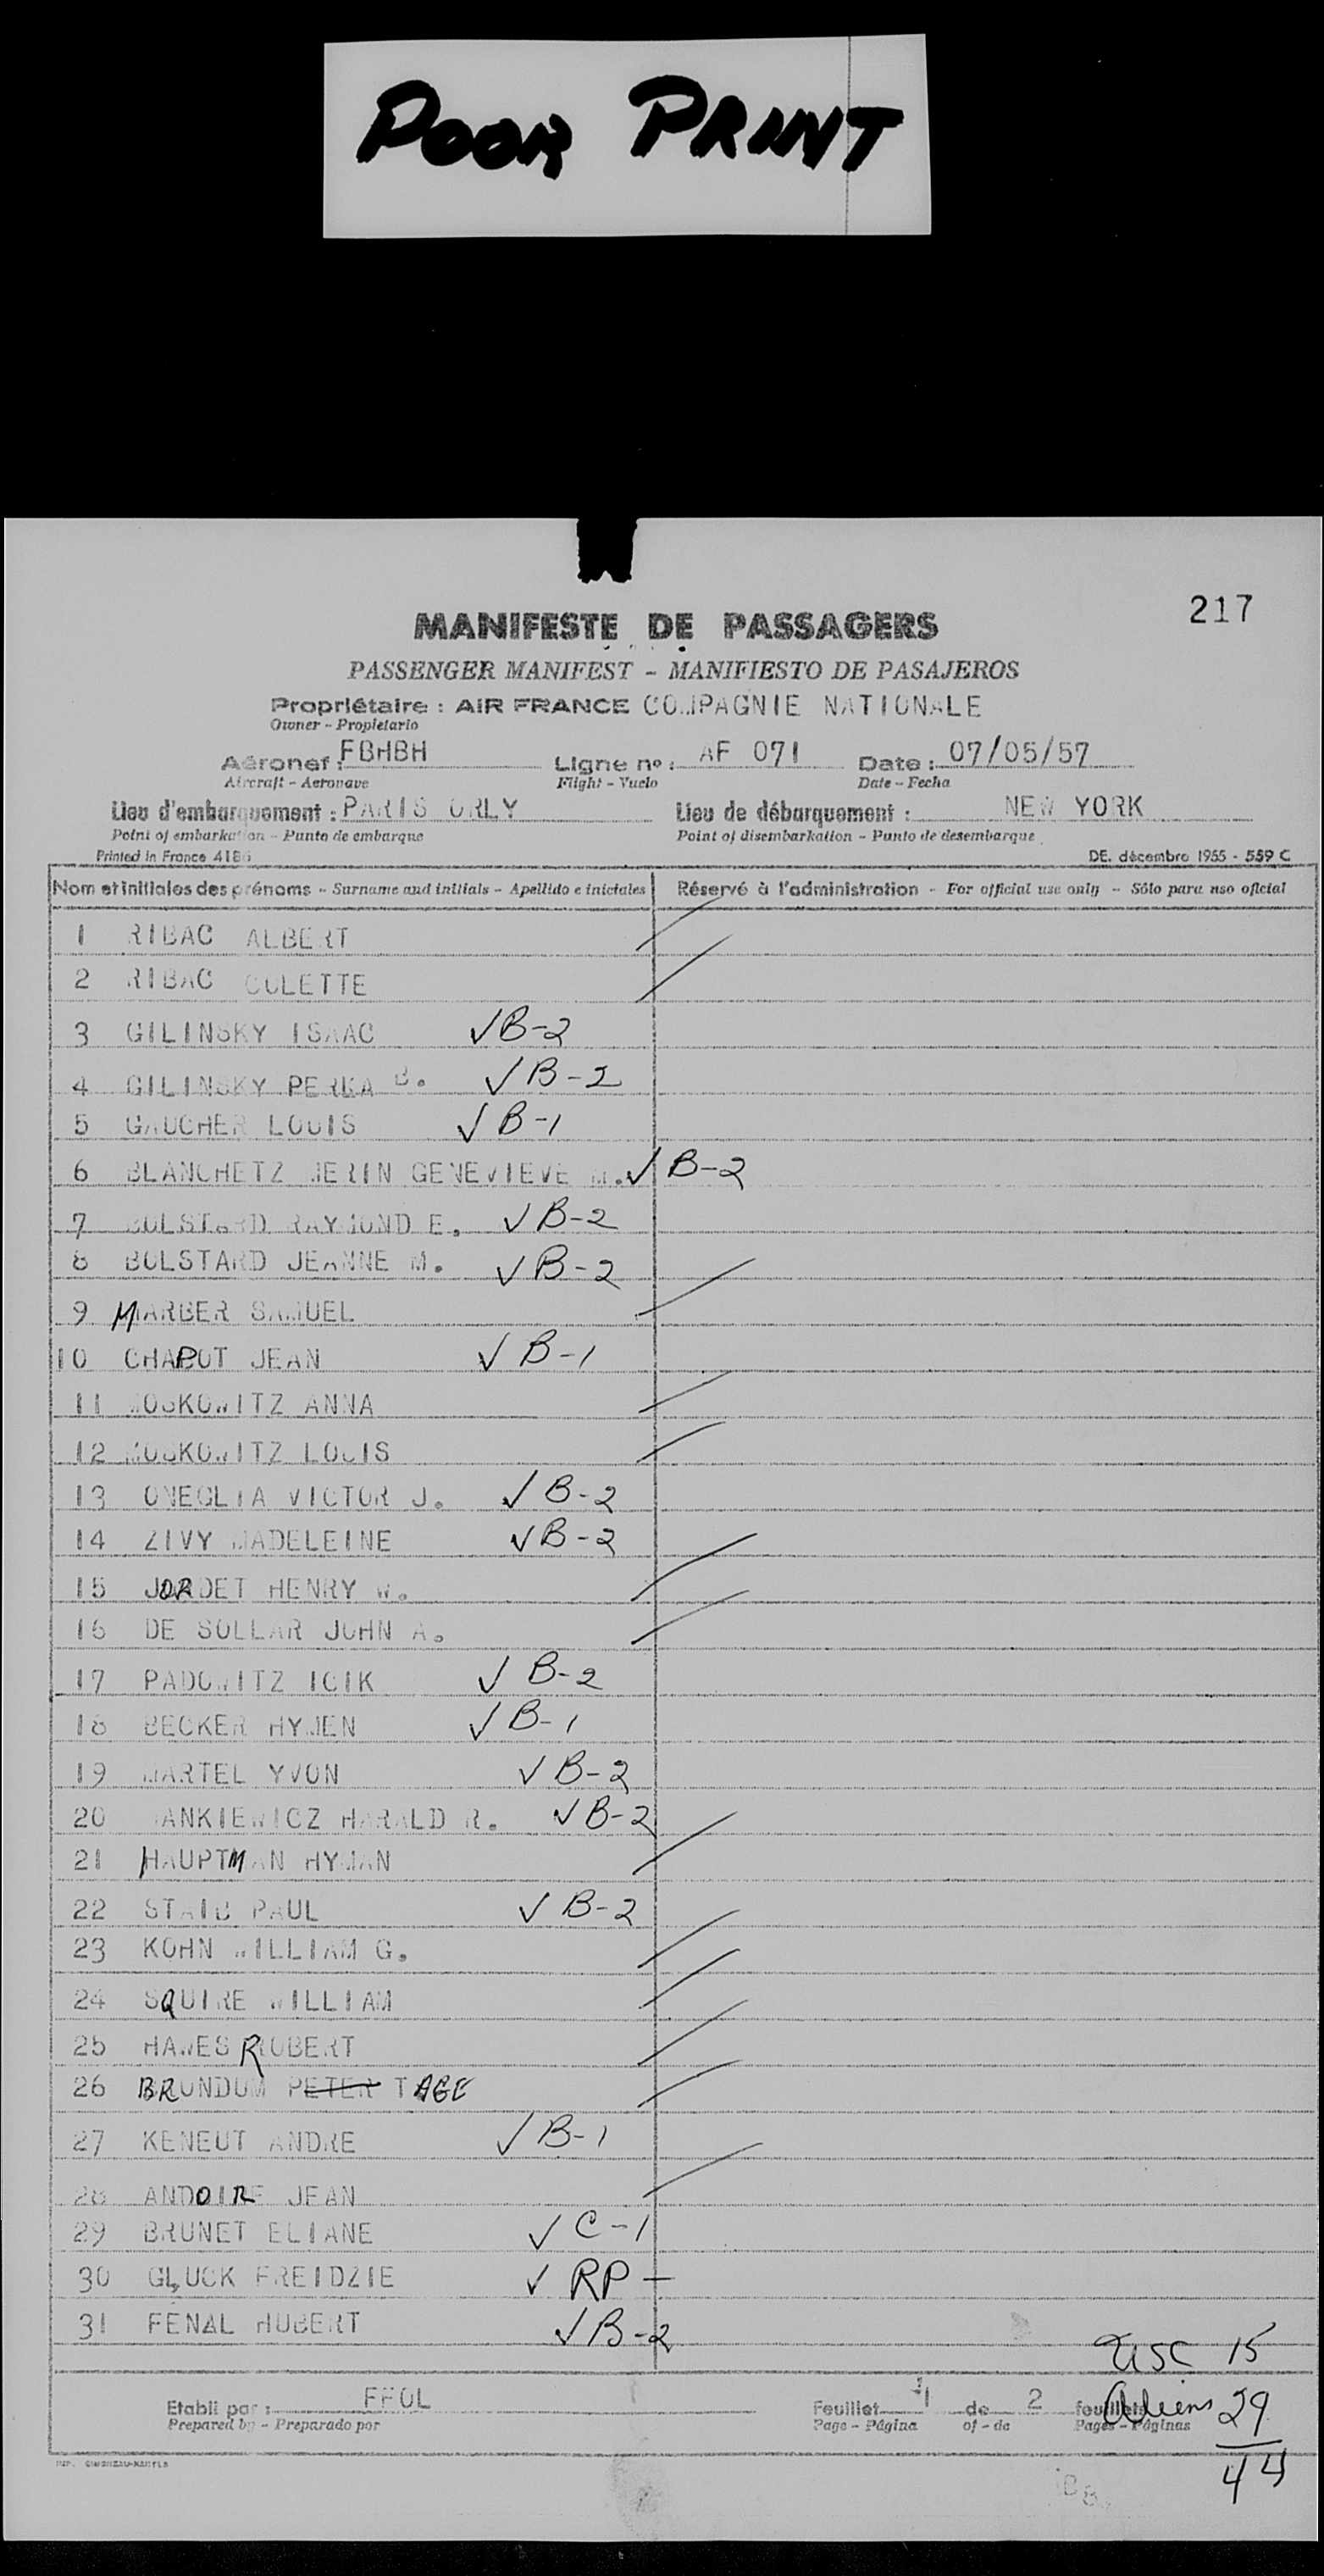 POOR PRINT
217
MANIFESTE DE PASSAGERS
PASSENGER MANIFEST - MANIFIESTO DE PASAJEROS
Propriétaire : AIR FRANCE COMPAGNIE NATIONALE
Owner - Propietario
Aéronef : FBHBH Ligne nº : AF 071 Date : 07/05/57
Aircraft - Aeronave Flight - Vuelo Date - Fecha
Lieu d'embarquement : PARIS ORLY Lieu de débarquement : NEW YORK
Point of embarkation - Punto de embarque Point of disembarkation - Punto de desembarque
Printed in France DE. décembre 1955 - 559 C
Nom et initiales des prénoms - Surname and initials - Apellido e iniciales Réservé à l'administration - For official use only - Sólo para uso oficial
1 RIBAC ALBERT
2 RIBAC COLETTE
3 GILINSKY ISAAC ✓ B-2
4 GILINSKY PERKA B. ✓ B-2
5 GAUCHER LOUIS ✓ B-1
6 BLANCHETZ MERIN GENEVIEVE M. ✓ B-2
7 BOLSTARD RAYMOND E. ✓ B-2
8 BOLSTARD JEANNE M. ✓ B-2
9 MARBER SAMUEL
10 CHAPOT JEAN ✓ B-1
11 MOSKOWITZ ANNA
12 MOSKOWITZ LOUIS
13 ONEGLIA VICTOR J. ✓ B-2
14 ZIVY MADELEINE ✓ B-2
15 JORDET HENRY W.
16 DE SOLLAR JOHN A.
17 PADOWITZ ICIK ✓ B-2
18 BECKER HYMEN ✓ B-1
19 MARTEL YVON ✓ B-2
20 HARALD R. ✓ B-2
21 HAUPTMAN HYMAN
22 STAIB PAUL ✓ B-2
23 KOHN WILLIAM G.
24 SQUIRE WILLIAM
25 HAWES ROBERT
26 BRONDUM PETER TAGE
27 KENEUT ANDRE ✓ B-1
28 ANDOIRE JEAN
29 BRUNET ELIANE ✓ C-1
30 GLUCK FREIDZIE ✓ RP -
31 FENAL HUBERT ✓ B-2
USC 15
Etabli par : FFOL Feuillet 1 de 2 feuillets Aliens 29
Prepared by - Preparado por Page - Página of - de Pages - Páginas
44